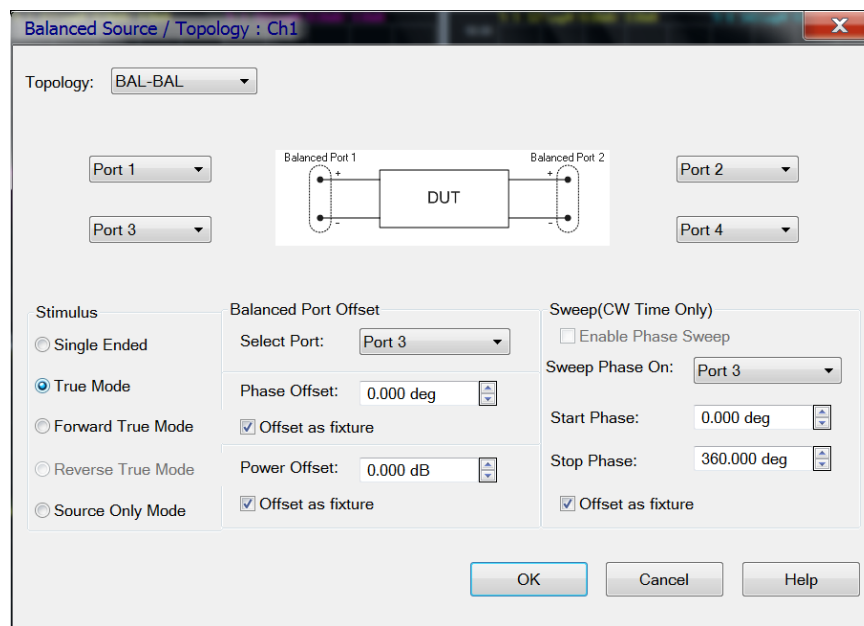 Balanced Source / Topology : Ch1
Topology: BAL-BAL
Port 1
Port 3
Balanced Port 1
Balanced Port 2
+
-
DUT
+
-
Port 2
Port 4
Stimulus
Single Ended
True Mode
Forward True Mode
Reverse True Mode
Source Only Mode
Balanced Port Offset
Select Port: Port 3
Phase Offset: 0.000 deg
Offset as fixture
Power Offset: 0.000 dB
Offset as fixture
Sweep(CW Time Only)
Enable Phase Sweep
Sweep Phase On: Port 3
Start Phase: 0.000 deg
Stop Phase: 360.000 deg
Offset as fixture
OK
Cancel
Help